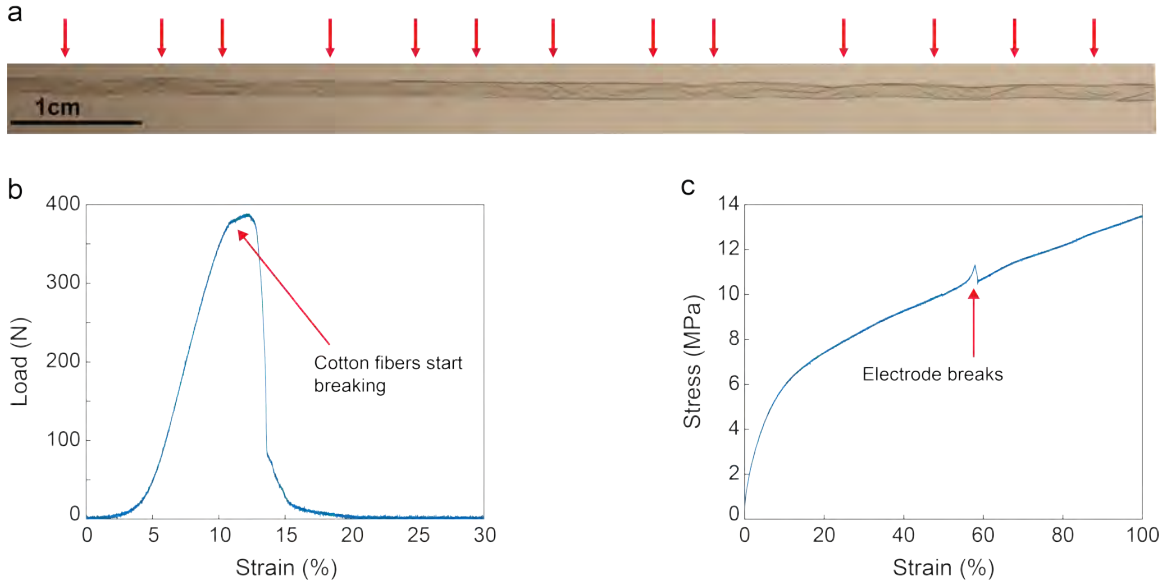 a
1cm
b
400
300
200
100
0
0 5 10 15 20 25 30
Load (N)
Strain (%)
Cotton fibers start
breaking
c
14
12
10
8
6
4
2
0
0 20 40 60 80 100
Stress (MPa)
Strain (%)
Electrode breaks